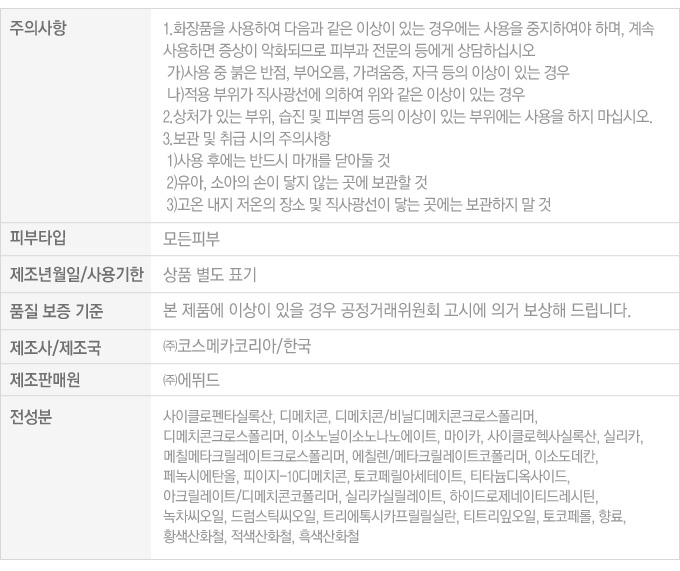 주의사항
1.화장품을 사용하여 다음과 같은 이상이 있는 경우에는 사용을 중지하여야 하며, 계속
사용하면 증상이 악화되므로 피부과 전문의 등에게 상담하십시오
가)사용 중 붉은 반점, 부어오름, 가려움증, 자극 등의 이상이 있는 경우
나)적용 부위가 직사광선에 의하여 위와 같은 이상이 있는 경우
2.상처가 있는 부위, 습진 및 피부염 등의 이상이 있는 부위에는 사용을 하지 마십시오.
3.보관 및 취급 시의 주의사항
1)사용 후에는 반드시 마개를 닫아둘 것
2)유아, 소아의 손이 닿지 않는 곳에 보관할 것
3)고온 내지 저온의 장소 및 직사광선이 닿는 곳에는 보관하지 말 것
피부타입
모든피부
제조년월일/사용기한
상품 별도 표기
품질 보증 기준
본 제품에 이상이 있을 경우 공정거래위원회 고시에 의거 보상해 드립니다.
제조사/제조국
㈜코스메카코리아/한국
제조판매원
㈜에뛰드
전성분
사이클로펜타실록산, 디메치콘, 디메치콘/비닐디메치콘크로스폴리머,
디메치콘크로스폴리머, 이소노닐이소노나노에이트, 마이카, 사이클로헥사실록산, 실리카,
메칠메타크릴레이트크로스폴리머, 에칠렌/메타크릴레이트코폴리머, 이소도데칸,
페녹시에탄올, 피이지-10디메치콘, 토코페릴아세테이트, 티타늄디옥사이드,
아크릴레이트/디메치콘코폴리머, 실리카실릴레이트, 하이드로제네이티드레시틴,
녹차씨오일, 드럼스틱씨오일, 트리에톡시카프릴릴실란, 티트리잎오일, 토코페롤, 향료,
황색산화철, 적색산화철, 흑색산화철